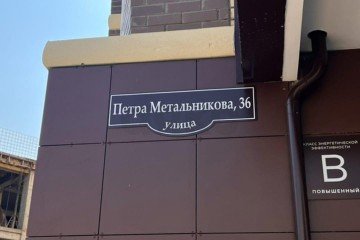 Петра Метальникова, 36
улица
КЛАСС ЭНЕРГЕТИЧЕСКОЙ
ЭФФЕКТИВНОСТИ
В
ПОВЫШЕННЫЙ